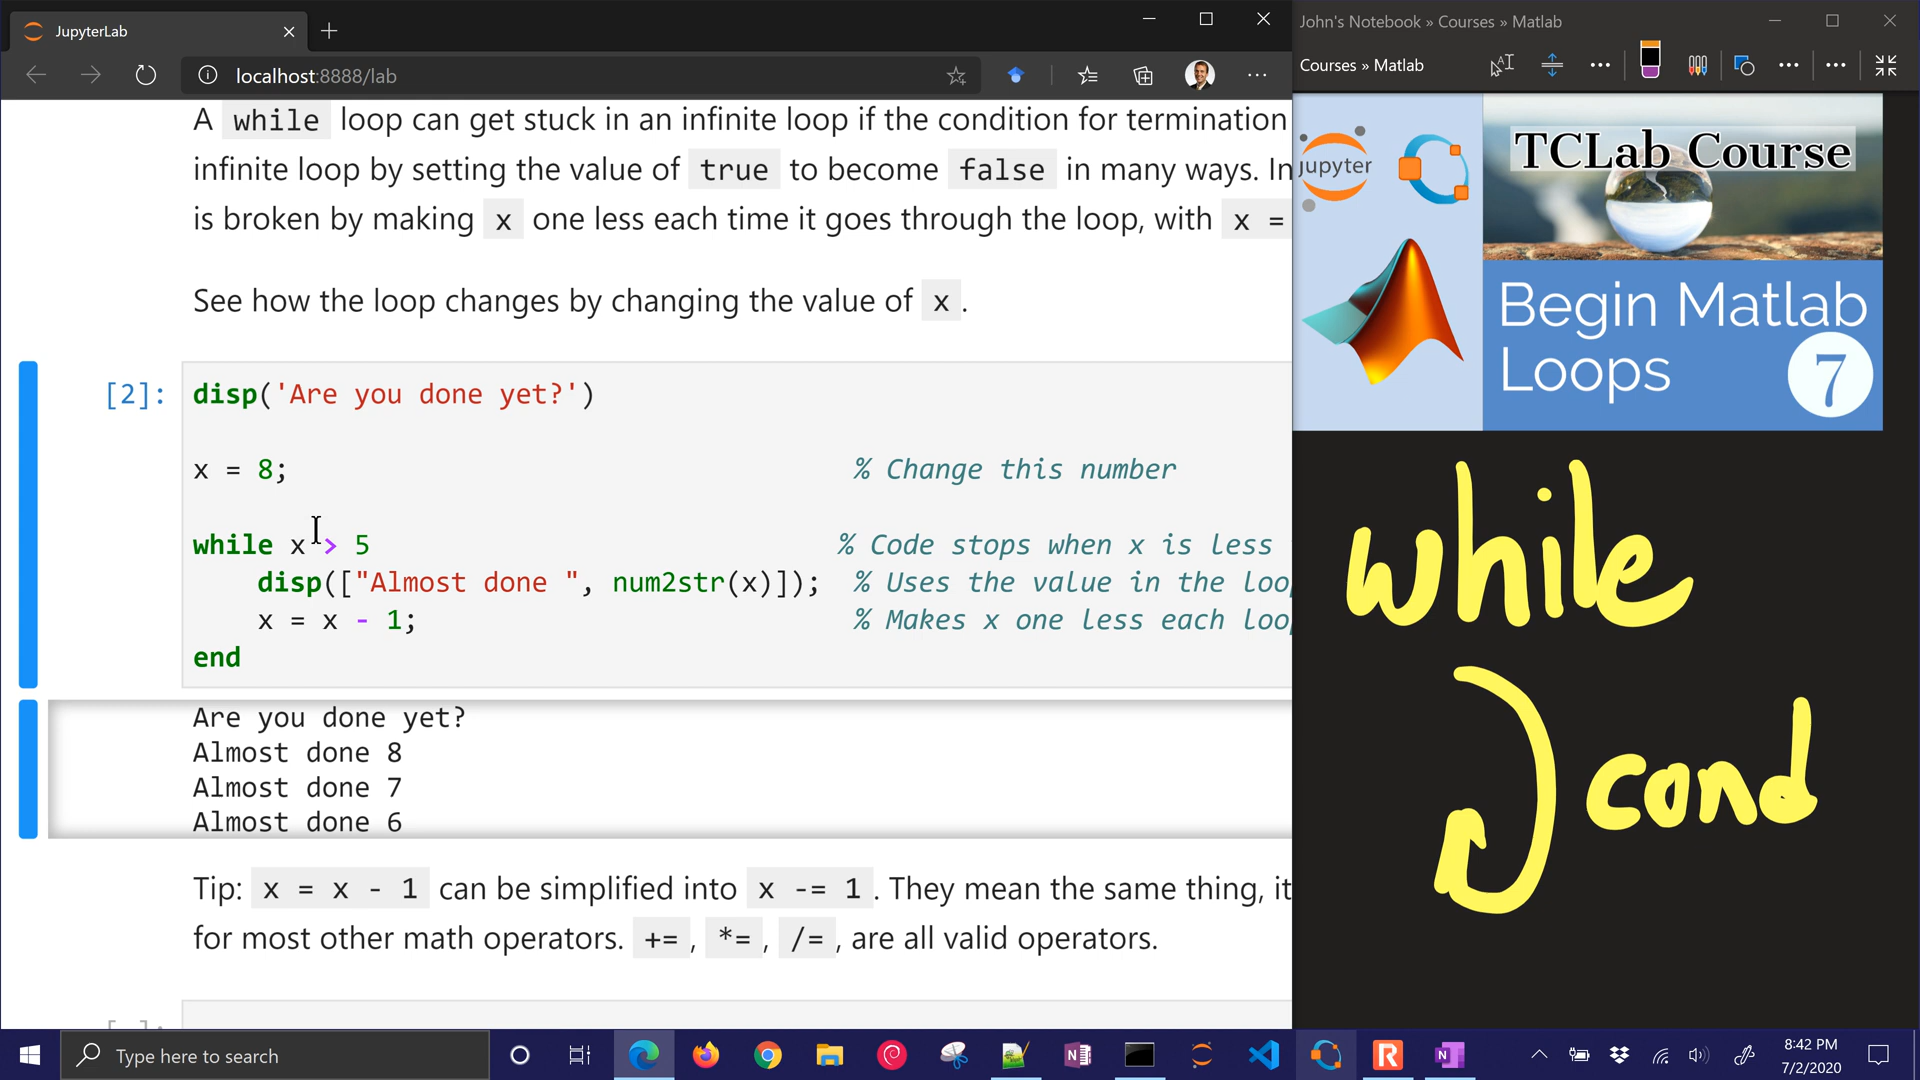 JupyterLab
localhost:8888/lab
A while loop can get stuck in an infinite loop if the condition for termination
infinite loop by setting the value of true to become false in many ways. In
is broken by making x one less each time it goes through the loop, with x =
See how the loop changes by changing the value of x.
[2]:
disp('Are you done yet?')
x = 8; % Change this number
while x > 5 % Code stops when x is less
disp(["Almost done ", num2str(x)]); % Uses the value in the loo
x = x - 1; % Makes x one less each loo
end
Are you done yet?
Almost done 8
Almost done 7
Almost done 6
Tip: x = x - 1 can be simplified into x -= 1. They mean the same thing, it
for most other math operators. +=, *=, /=, are all valid operators.
John's Notebook » Courses » Matlab
Courses » Matlab
jupyter
TCLab Course
Begin Matlab
Loops
7
while
cond
Type here to search
8:42 PM
7/2/2020